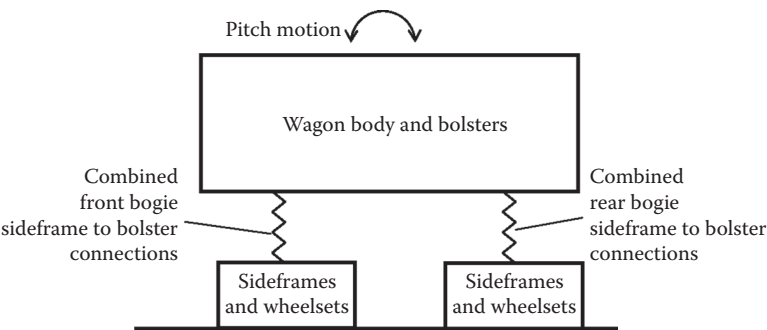 Pitch motion
Wagon body and bolsters
Combined
front bogie
sideframe to bolster
connections
Combined
rear bogie
sideframe to bolster
connections
Sideframes
and wheelsets
Sideframes
and wheelsets